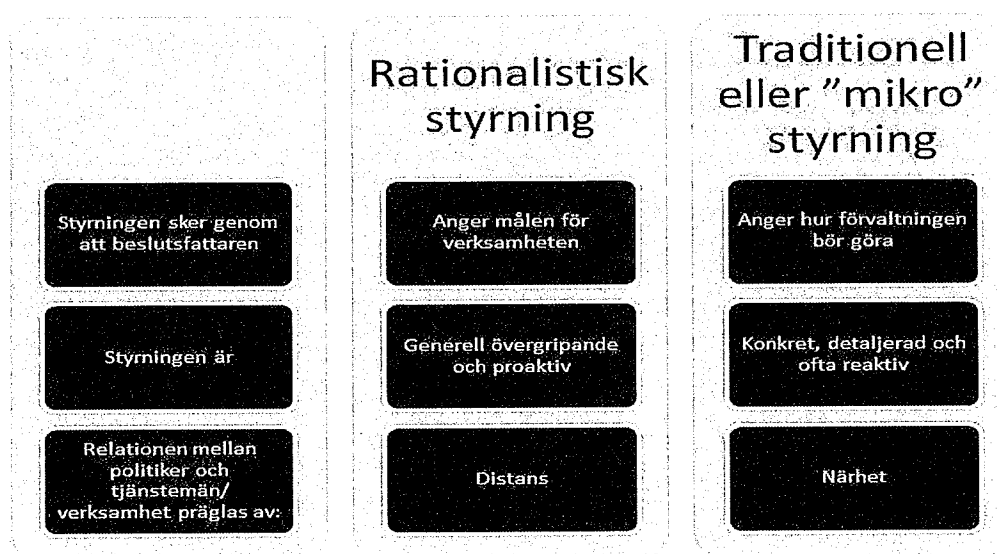 Rationalistisk
styrning
Traditionell
eller ”mikro”
styrning
Styrningen sker genom
att beslutsfattaren
Anger målen för
verksamheten
Anger hur förvaltningen
bör göra
Styrningen är
Generell övergripande
och proaktiv
Konkret, detaljerad och
ofta reaktiv
Relationen mellan
politiker och
tjänstemän/
verksamhet präglas av:
Distans
Närhet